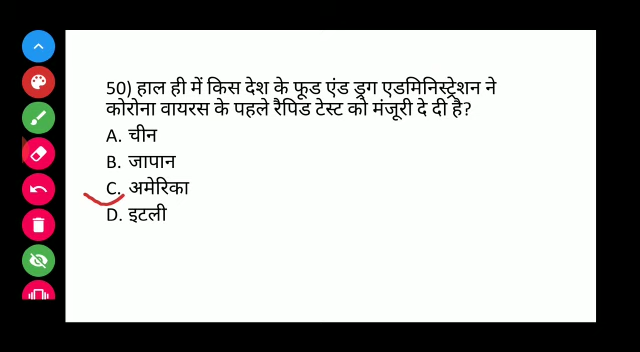 50) हाल ही में किस देश के फूड एंड ड्रग एडमिनिस्ट्रेशन ने
कोरोना वायरस के पहले रैपिड टेस्ट को मंजूरी दे दी है?
A. चीन
B. जापान
C. अमेरिका
D. इटली